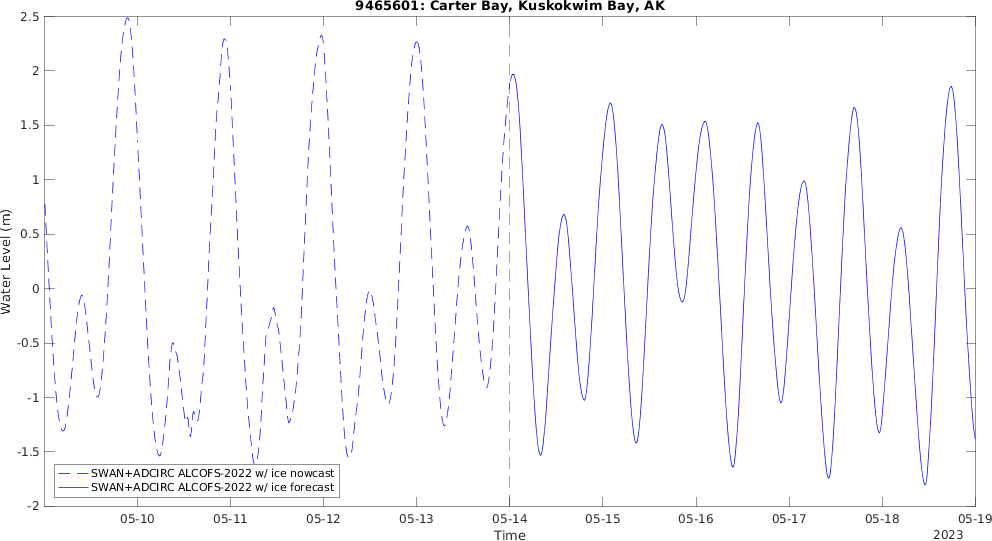 9465601: Carter Bay, Kuskokwim Bay, AK
2.5
2
1.5
1
0.5
0
-0.5
-1
-1.5
-2
Water Level (m)
SWAN+ADCIRC ALCOFS-2022 w/ ice nowcast
SWAN+ADCIRC ALCOFS-2022 w/ ice forecast
05-10 05-11 05-12 05-13 05-14 05-15 05-16 05-17 05-18 05-19
Time
2023